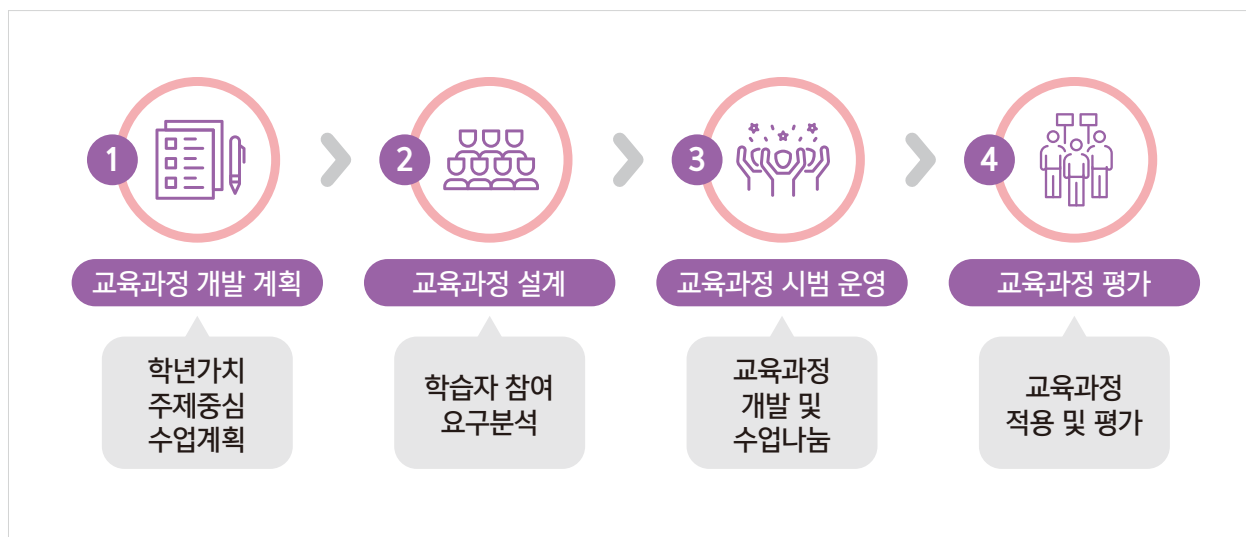 1
2
3
4
교육과정 개발 계획
교육과정 설계
교육과정 시범 운영
교육과정 평가
학년가치
주제중심
수업계획
학습자 참여
요구분석
교육과정
개발 및
수업나눔
교육과정
적용 및 평가